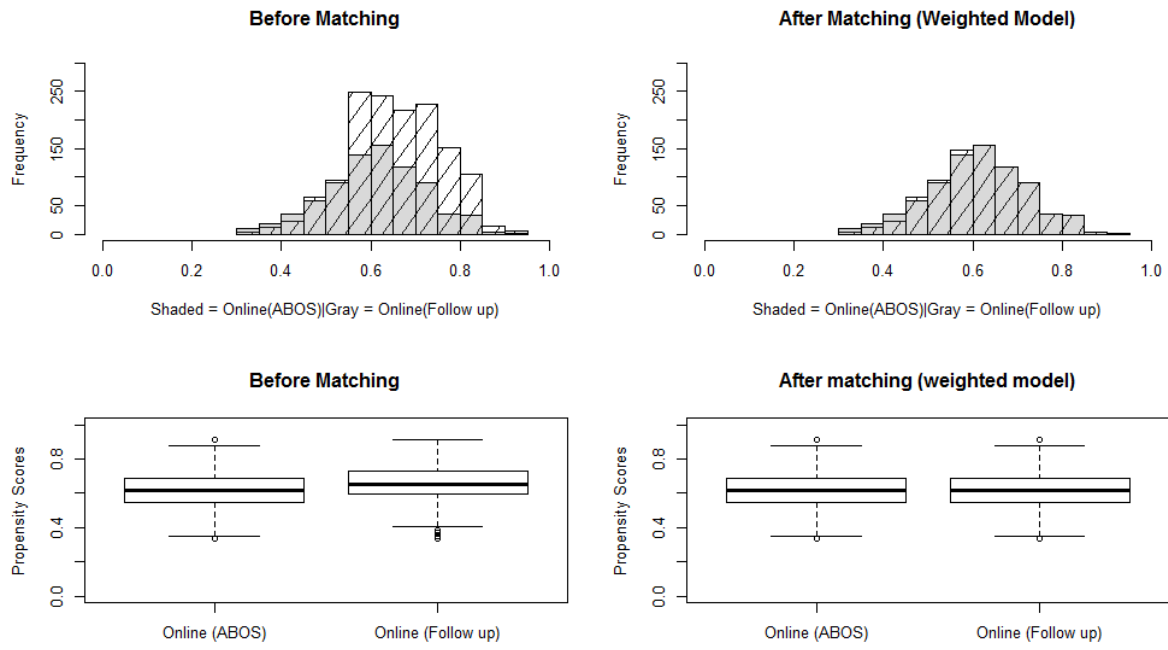 Before Matching
Frequency
250
150
50
0
0.0 0.2 0.4 0.6 0.8 1.0
Shaded = Online(ABOS)|Gray = Online(Follow up)
After Matching (Weighted Model)
Frequency
250
150
50
0
0.0 0.2 0.4 0.6 0.8 1.0
Shaded = Online(ABOS)|Gray = Online(Follow up)
Before Matching
Propensity Scores
0.8
0.4
0.0
Online (ABOS) Online (Follow up)
After matching (weighted model)
Propensity Scores
0.8
0.4
0.0
Online (ABOS) Online (Follow up)